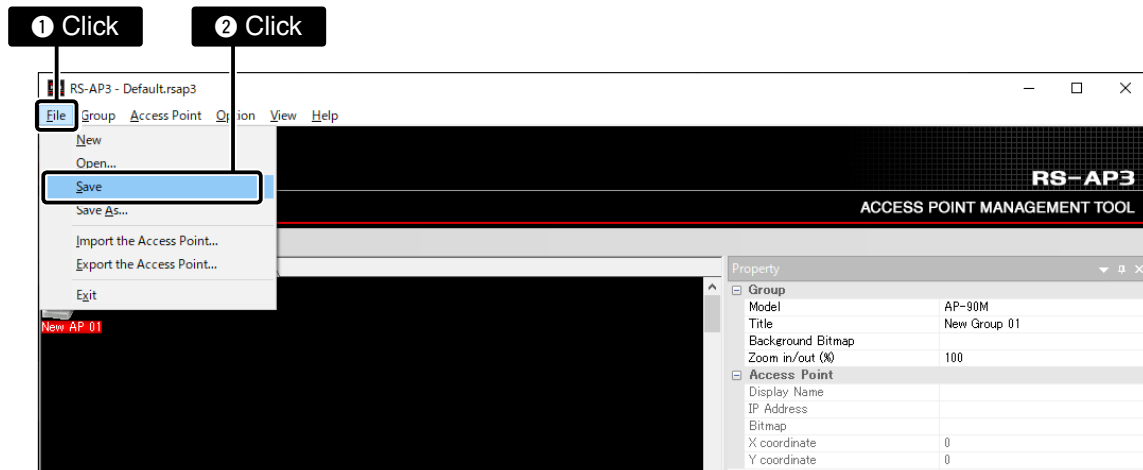 ❶ Click
❷ Click
RS-AP3 - Default.rsap3
File Group Access Point Option View Help
New
Open...
Save
Save As...
Import the Access Point...
Export the Access Point...
Exit
RS-AP3
ACCESS POINT MANAGEMENT TOOL
New AP 01
Property
Group
Model AP-90M
Title New Group 01
Background Bitmap
Zoom in/out (%) 100
Access Point
Display Name
IP Address
Bitmap
X coordinate 0
Y coordinate 0